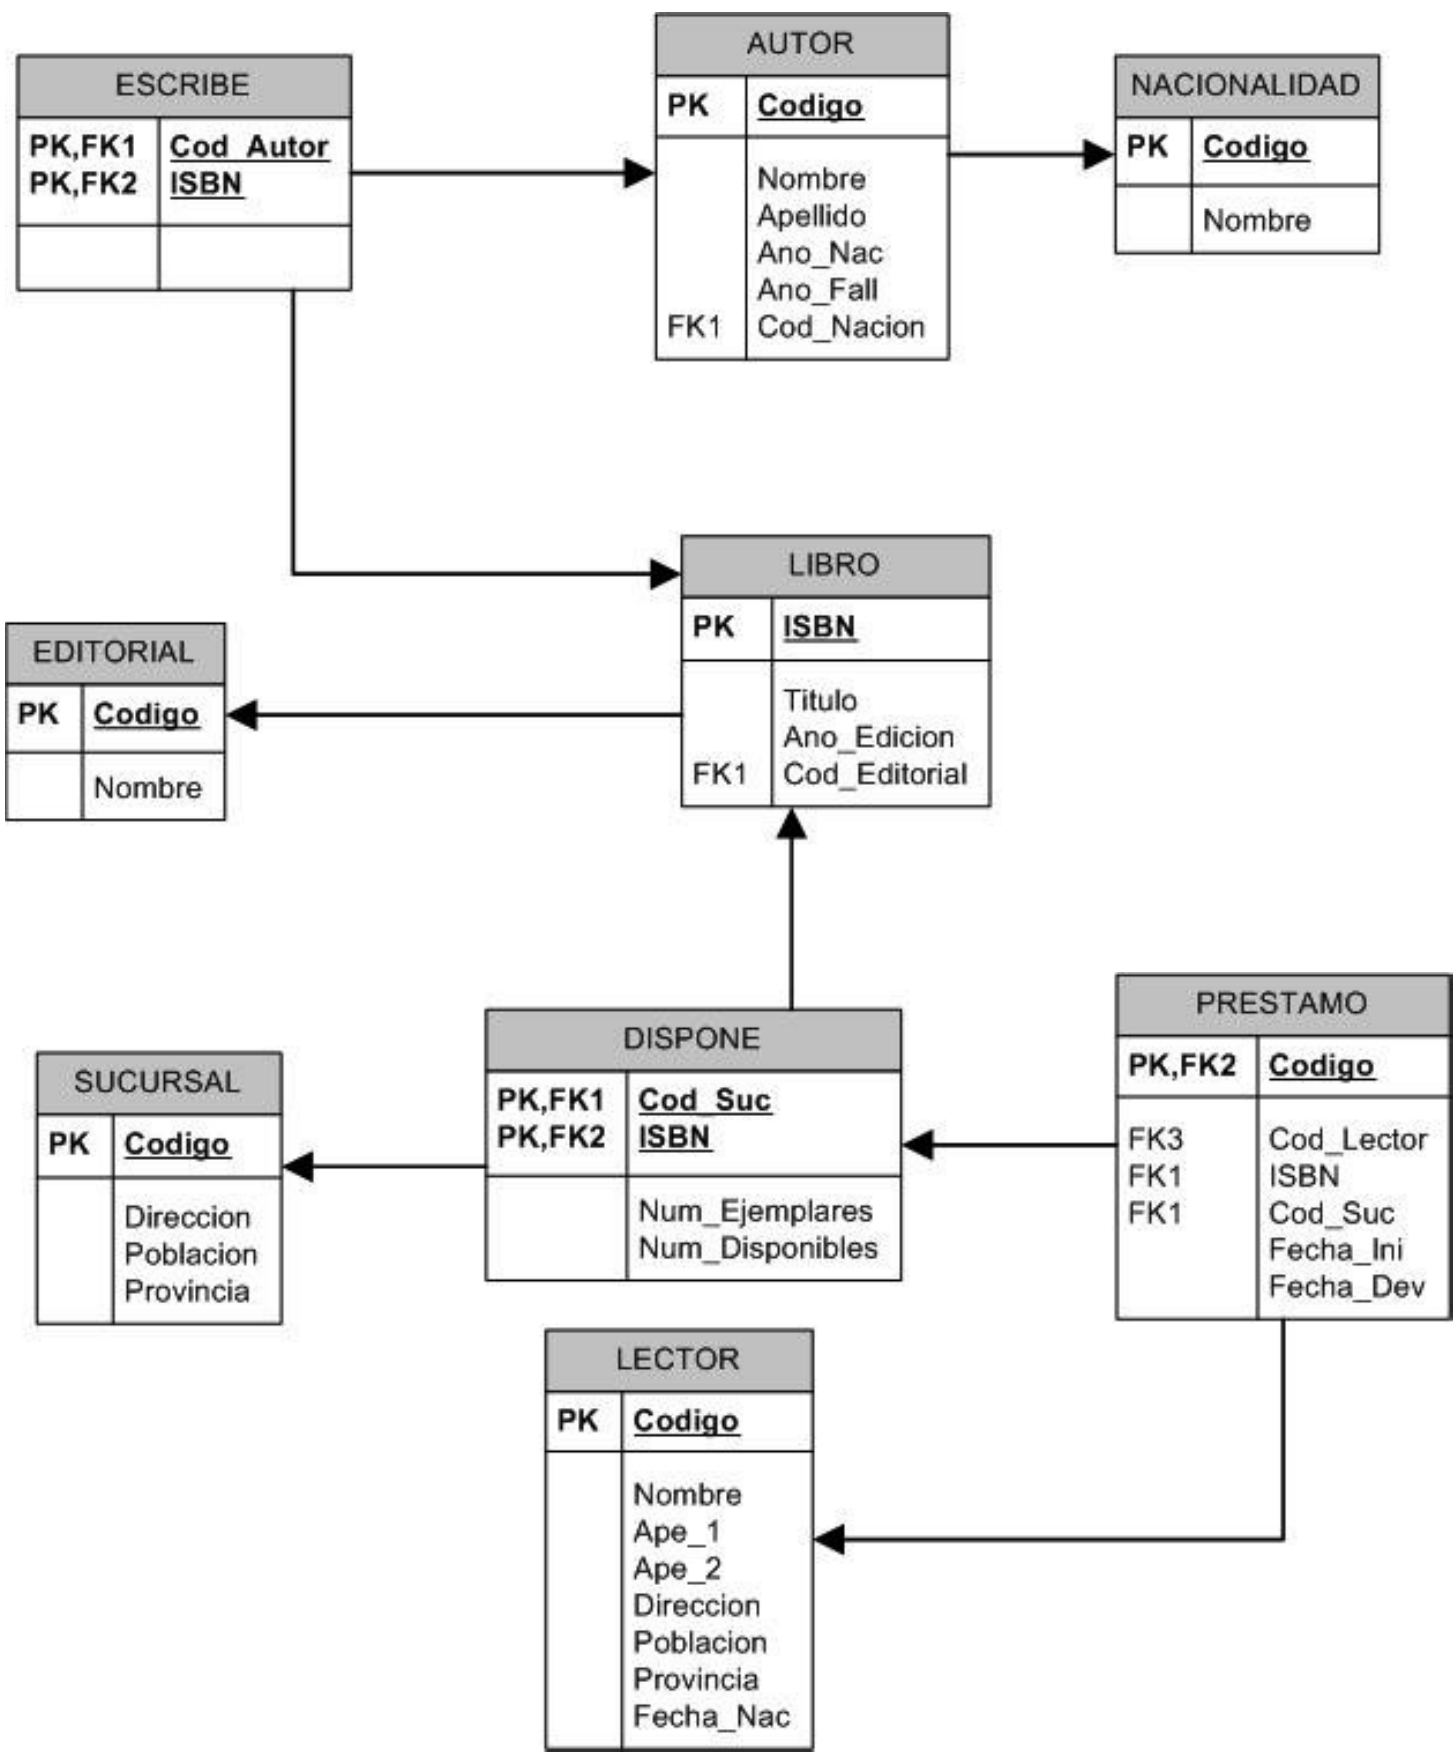 ESCRIBE
PK,FK1 Cod_Autor
PK,FK2 ISBN
AUTOR
PK Codigo
Nombre
Apellido
Ano_Nac
Ano_Fall
FK1 Cod_Nacion
NACIONALIDAD
PK Codigo
Nombre
LIBRO
PK ISBN
Titulo
Ano_Edicion
FK1 Cod_Editorial
EDITORIAL
PK Codigo
Nombre
SUCURSAL
PK Codigo
Direccion
Poblacion
Provincia
DISPONE
PK,FK1 Cod_Suc
PK,FK2 ISBN
Num_Ejemplares
Num_Disponibles
PRESTAMO
PK,FK2 Codigo
FK3 Cod_Lector
FK1 ISBN
FK1 Cod_Suc
Fecha_Ini
Fecha_Dev
LECTOR
PK Codigo
Nombre
Ape_1
Ape_2
Direccion
Poblacion
Provincia
Fecha_Nac